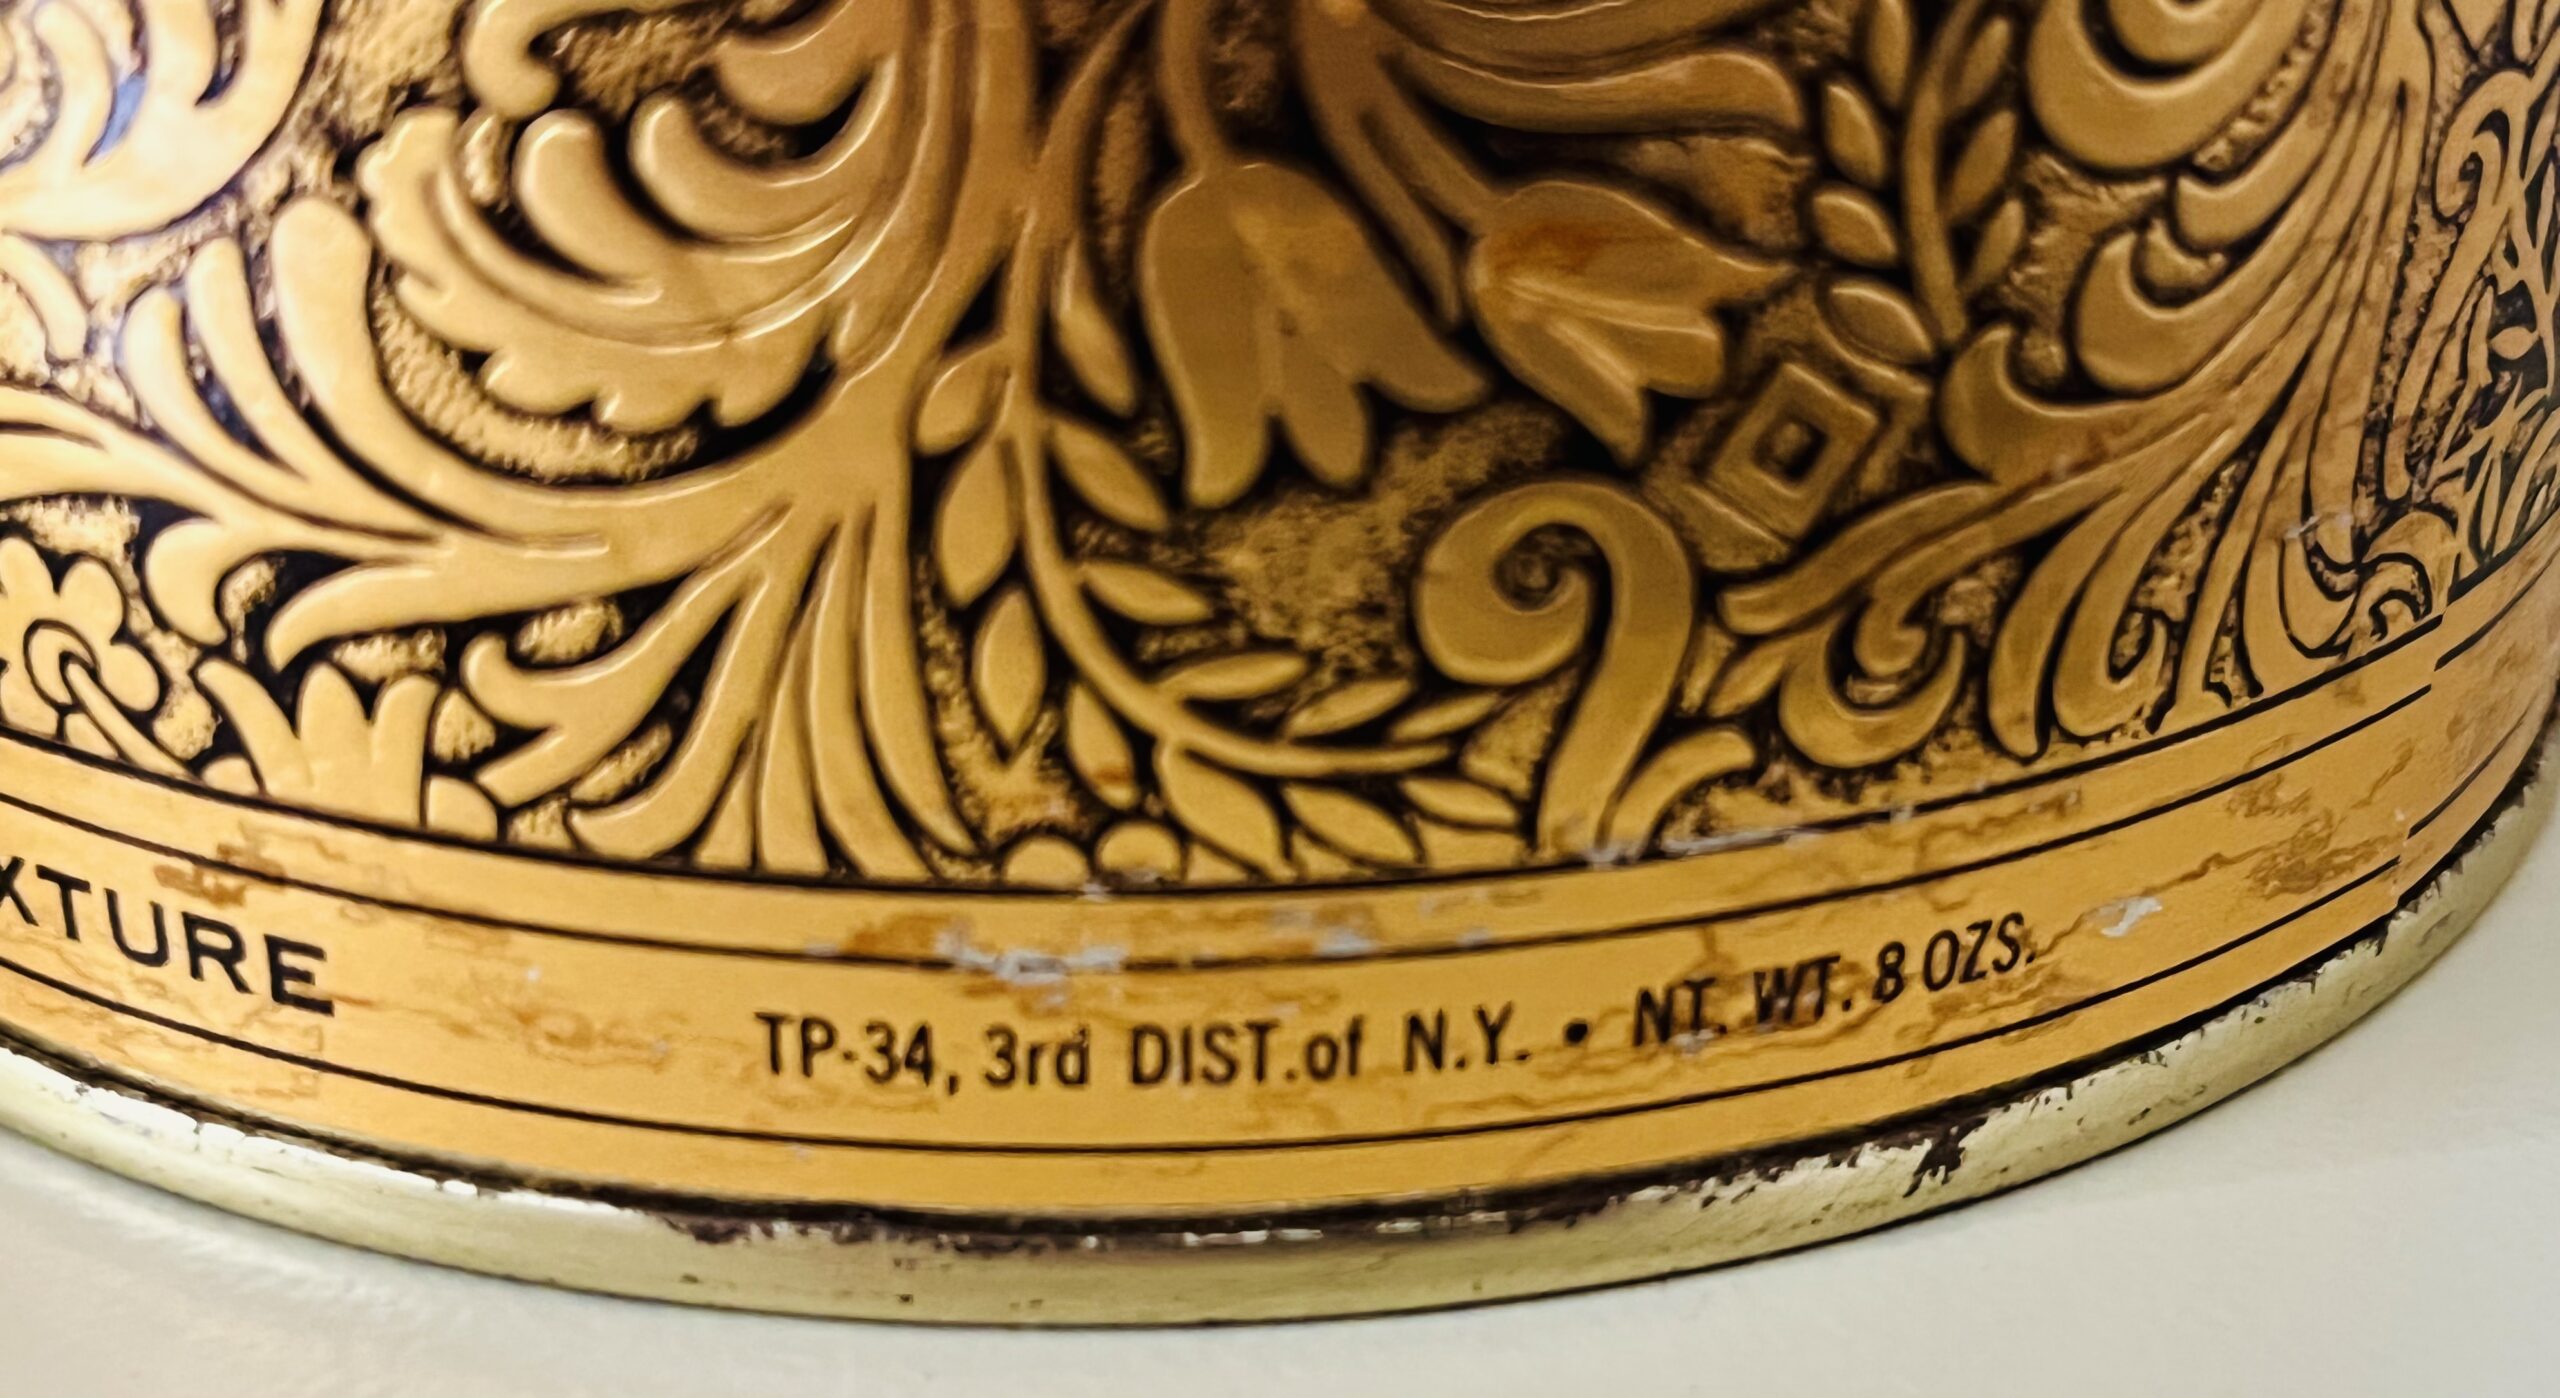 XTURE TP-34, 3rd DIST. of N.Y. • NT. WT. 8 OZS.